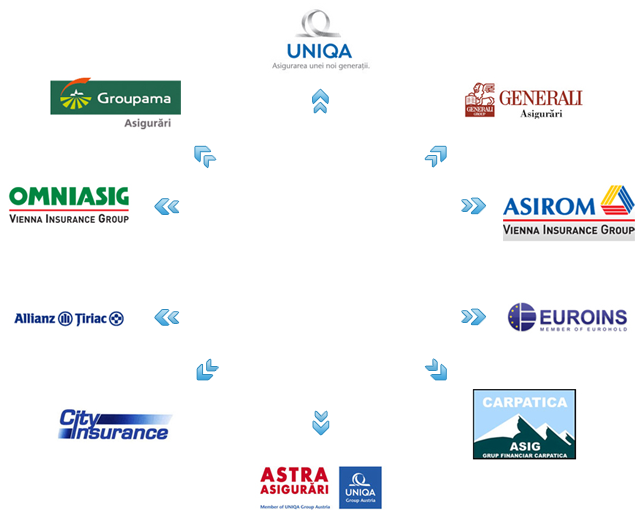 UNIQA
Asigurarea unei noi generații.
Groupama
Asigurări
GENERALI
GROUP
GENERALI
Asigurări
OMNIASIG
VIENNA INSURANCE GROUP
ASIROM
VIENNA INSURANCE GROUP
Allianz Țiriac
EUROINS
MEMBER OF EUROHOLD
City
Insurance
CARPATICA
ASIG
GRUP FINANCIAR CARPATICA
ASTRA
ASIGURĂRI
Member of UNIQA Group Austria
UNIQA
Group Austria